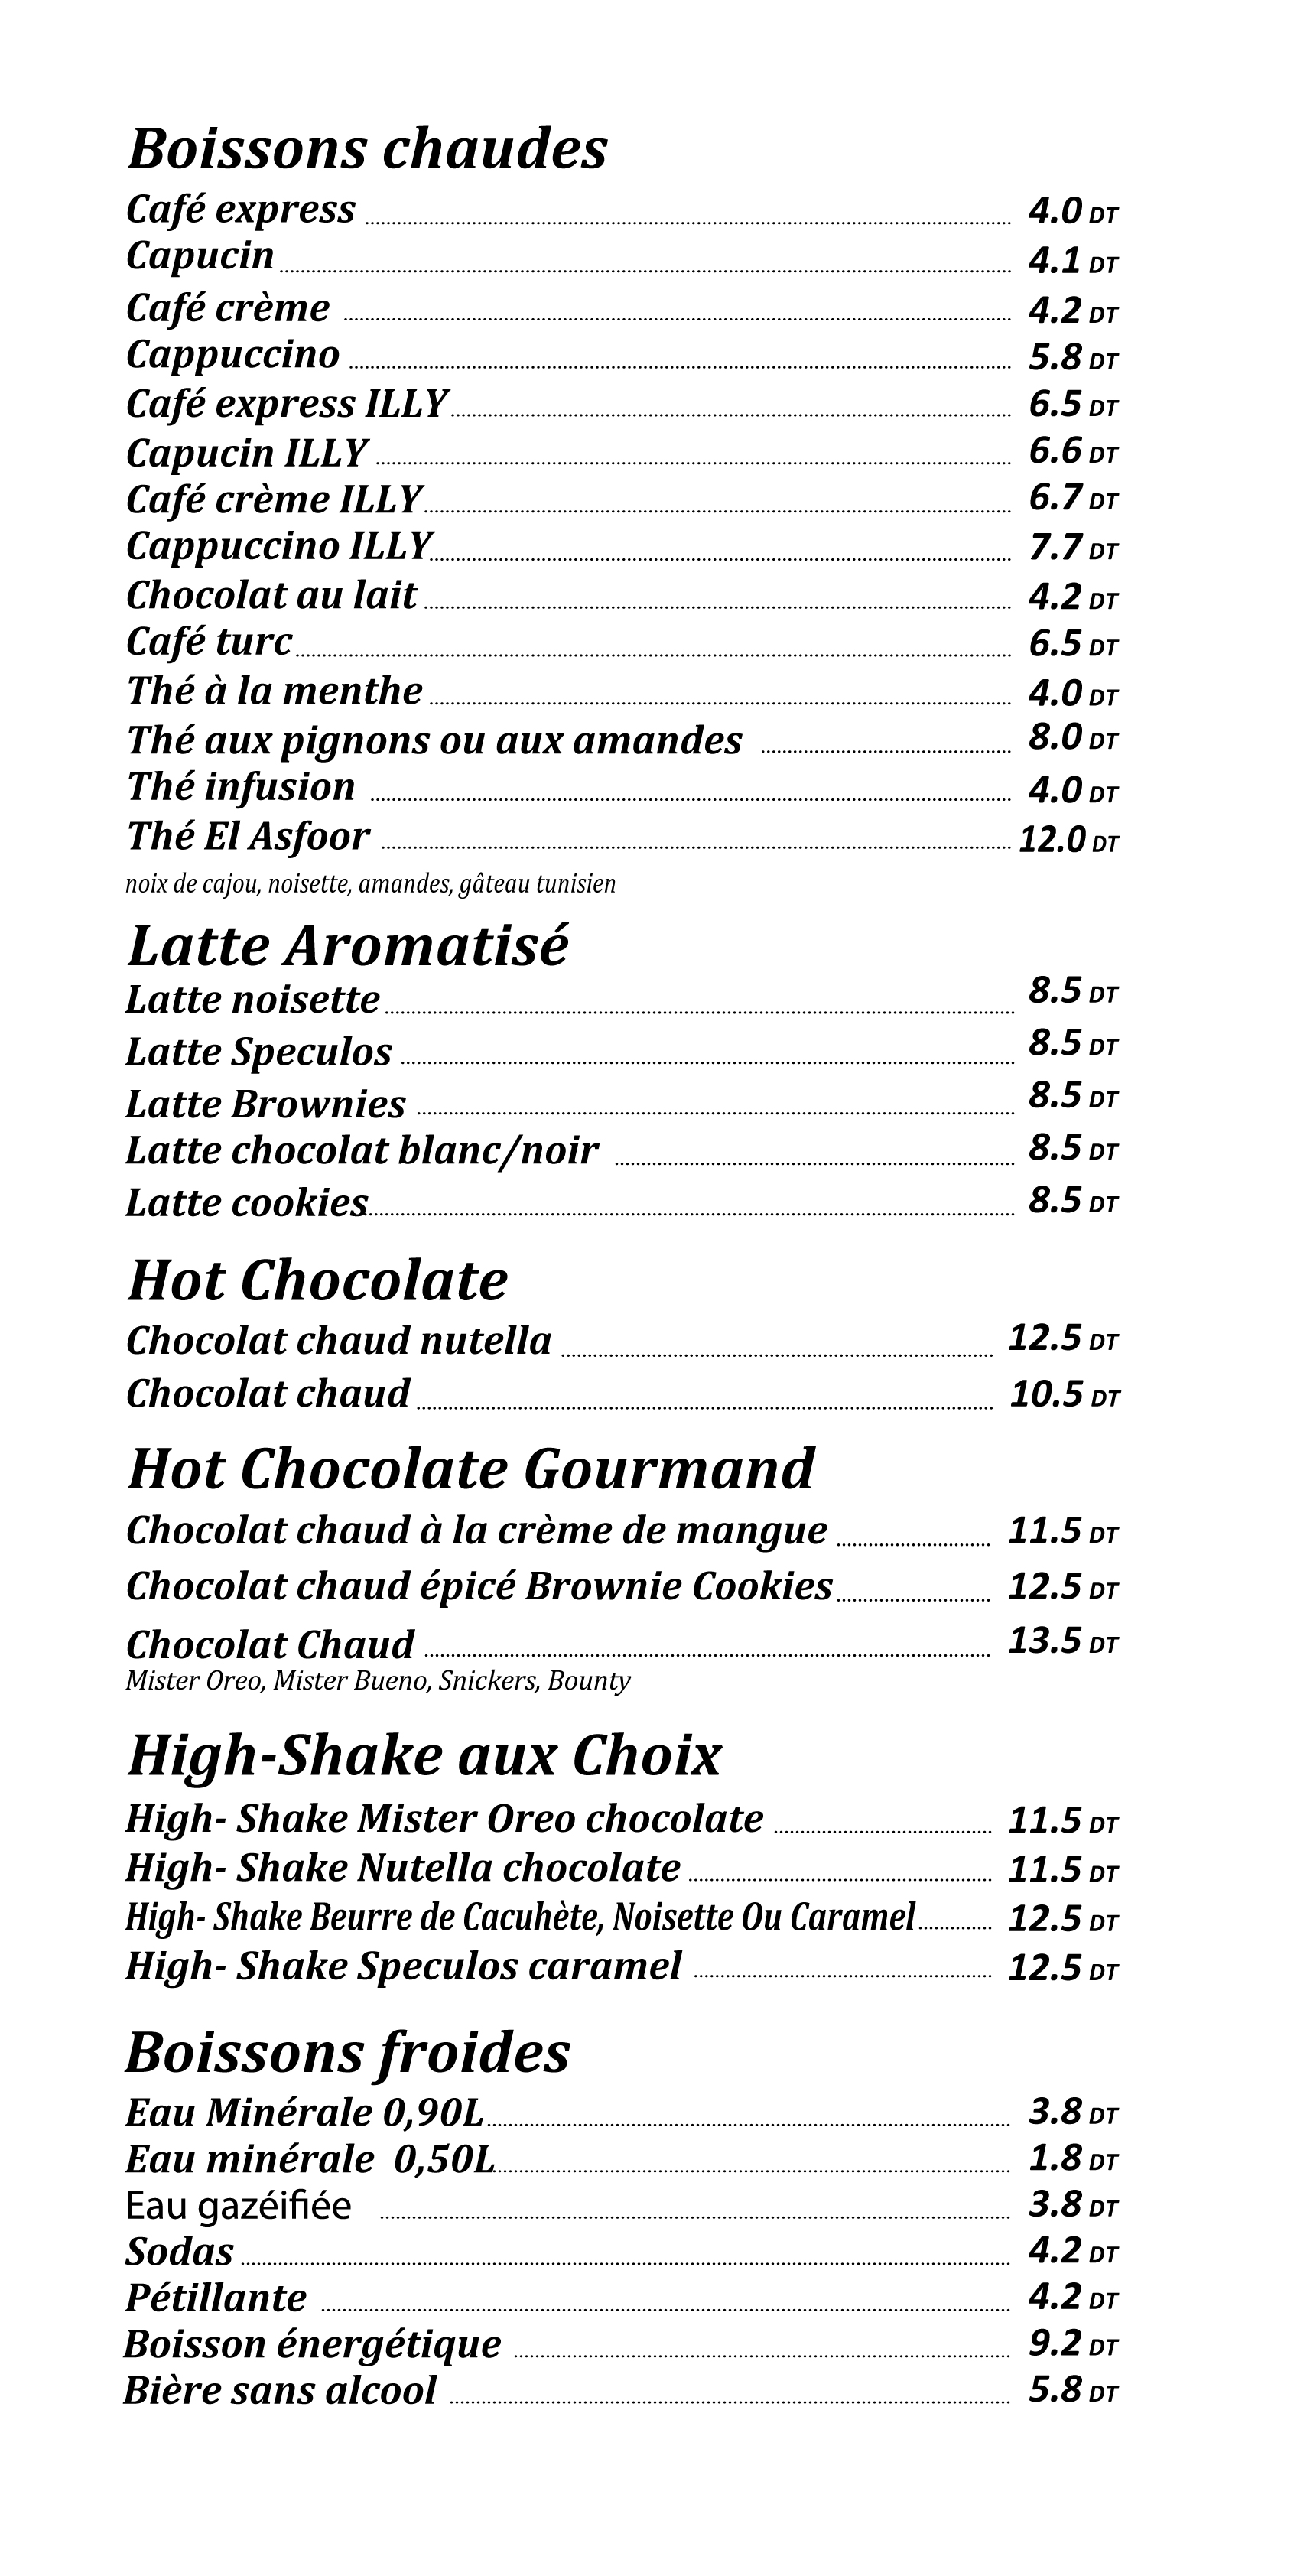 Boissons chaudes
Café express 4.0 DT
Capucin 4.1 DT
Café crème 4.2 DT
Cappuccino 5.8 DT
Café express ILLY 6.5 DT
Capucin ILLY 6.6 DT
Café crème ILLY 6.7 DT
Cappuccino ILLY 7.7 DT
Chocolat au lait 4.2 DT
Café turc 6.5 DT
Thé à la menthe 4.0 DT
Thé aux pignons ou aux amandes 8.0 DT
Thé infusion 4.0 DT
Thé El Asfoor 12.0 DT
noix de cajou, noisette, amandes, gâteau tunisien
Latte Aromatisé
Latte noisette 8.5 DT
Latte Speculos 8.5 DT
Latte Brownies 8.5 DT
Latte chocolat blanc/noir 8.5 DT
Latte cookies 8.5 DT
Hot Chocolate
Chocolat chaud nutella 12.5 DT
Chocolat chaud 10.5 DT
Hot Chocolate Gourmand
Chocolat chaud à la crème de mangue 11.5 DT
Chocolat chaud épicé Brownie Cookies 12.5 DT
Chocolat Chaud 13.5 DT
Mister Oreo, Mister Bueno, Snickers, Bounty
High-Shake aux Choix
High- Shake Mister Oreo chocolate 11.5 DT
High- Shake Nutella chocolate 11.5 DT
High- Shake Beurre de Cacuhète, Noisette Ou Caramel 12.5 DT
High- Shake Speculos caramel 12.5 DT
Boissons froides
Eau Minérale 0,90L 3.8 DT
Eau minérale 0,50L 1.8 DT
Eau gazéifiée 3.8 DT
Sodas 4.2 DT
Pétillante 4.2 DT
Boisson énergétique 9.2 DT
Bière sans alcool 5.8 DT